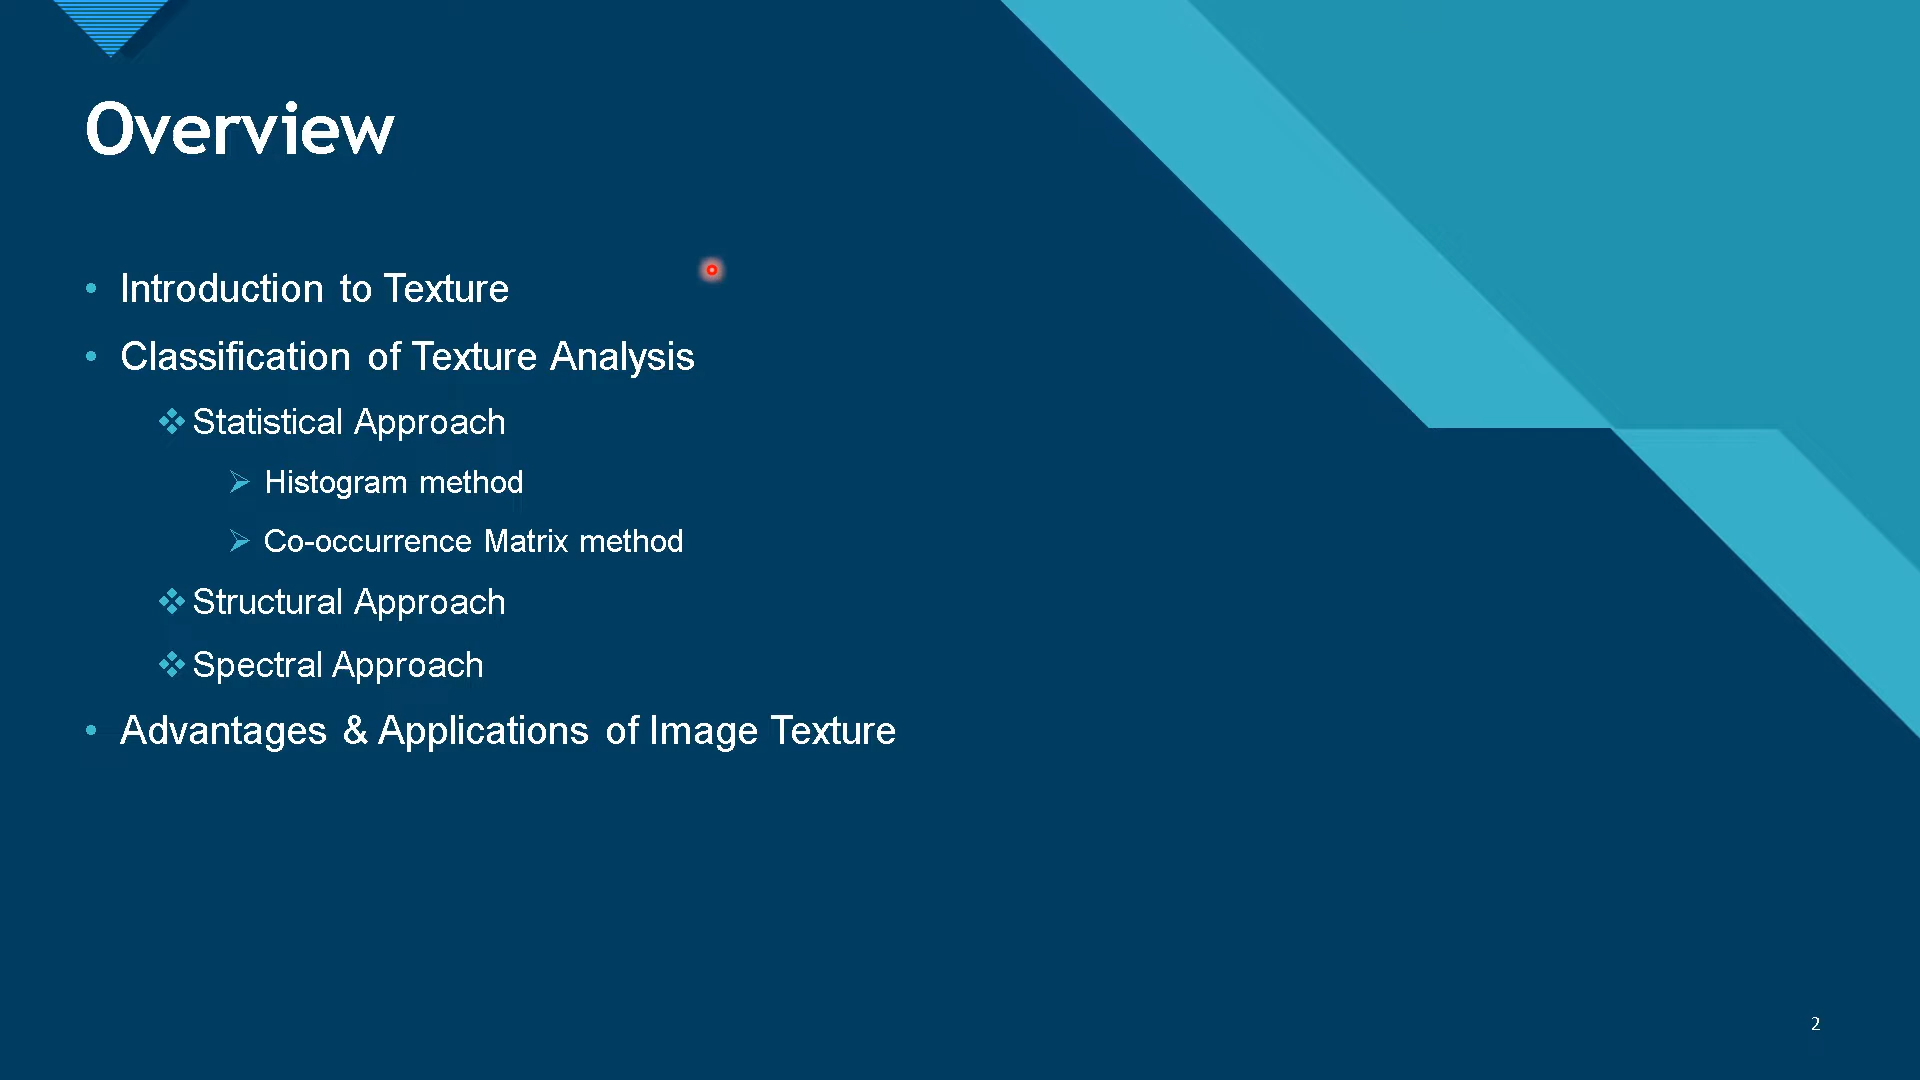 Overview
• Introduction to Texture
• Classification of Texture Analysis
❖ Statistical Approach
➢ Histogram method
➢ Co-occurrence Matrix method
❖ Structural Approach
❖ Spectral Approach
• Advantages & Applications of Image Texture
2